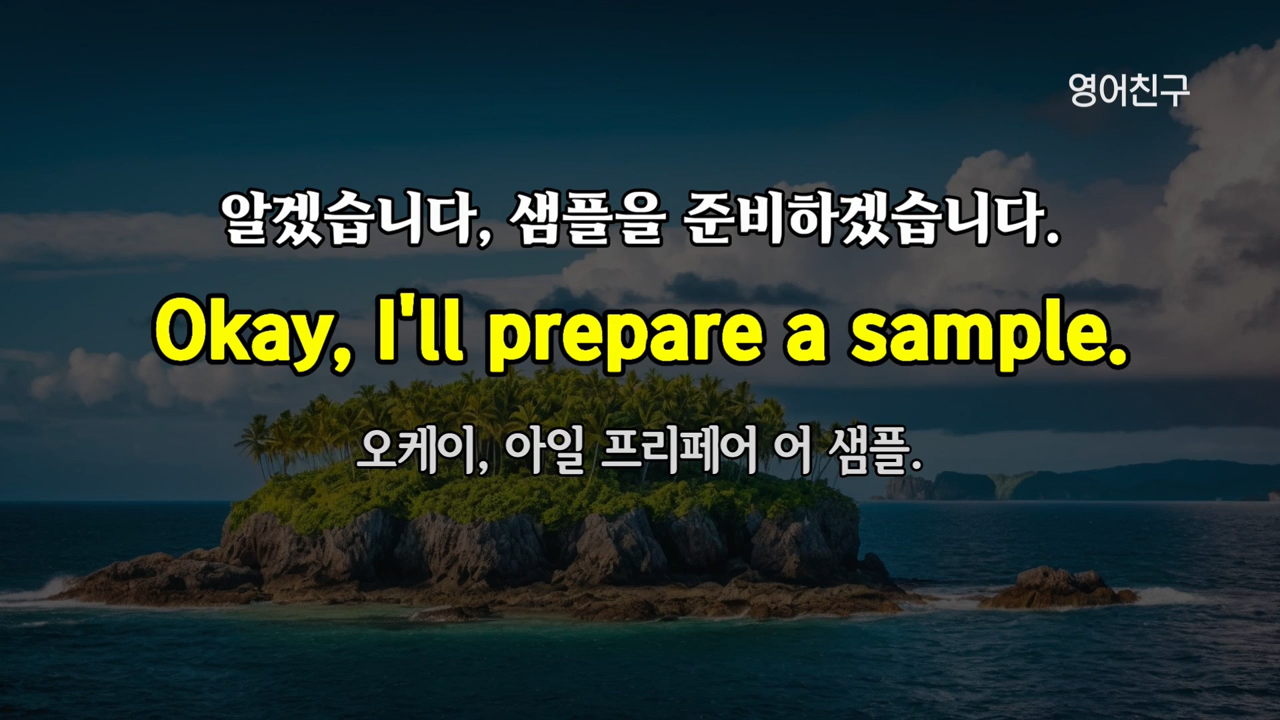 영어친구
알겠습니다, 샘플을 준비하겠습니다.
Okay, I'll prepare a sample.
오케이, 아일 프리페어 어 샘플.